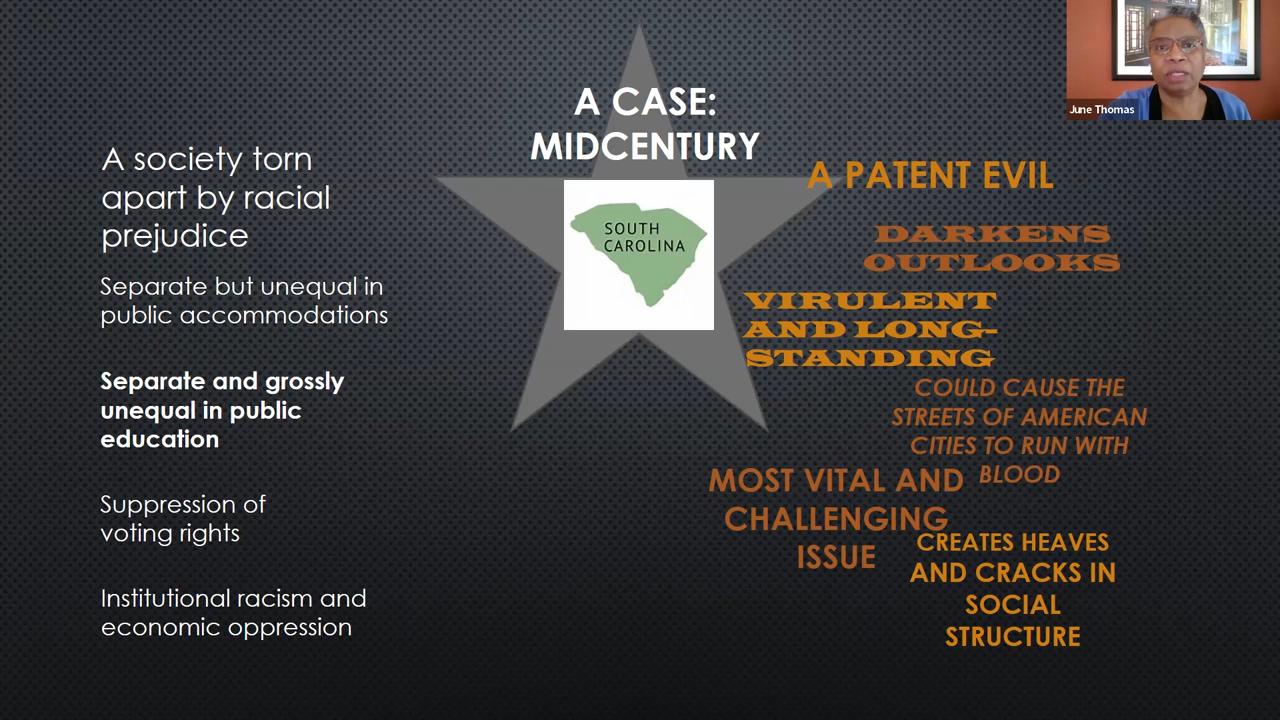 A CASE:
MIDCENTURY
SOUTH
CAROLINA
A society torn
apart by racial
prejudice
Separate but unequal in
public accommodations
Separate and grossly
unequal in public
education
Suppression of
voting rights
Institutional racism and
economic oppression
A PATENT EVIL
DARKENS
OUTLOOKS
VIRULENT
AND LONG-
STANDING
COULD CAUSE THE
STREETS OF AMERICAN
CITIES TO RUN WITH
BLOOD
MOST VITAL AND
CHALLENGING
ISSUE
CREATES HEAVES
AND CRACKS IN
SOCIAL
STRUCTURE
June Thomas